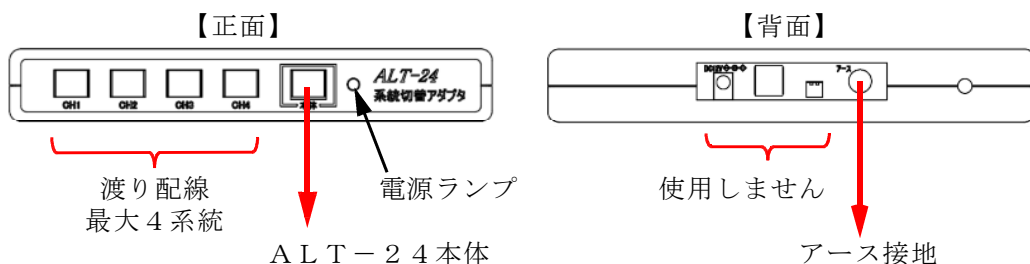 【正面】
【背面】
CH1
CH2
CH3
CH4
本体
ALT-24
系統切替アダプタ
DC12V
アース
渡り配線
最大４系統
電源ランプ
使用しません
ＡＬＴ－２４本体
アース接地